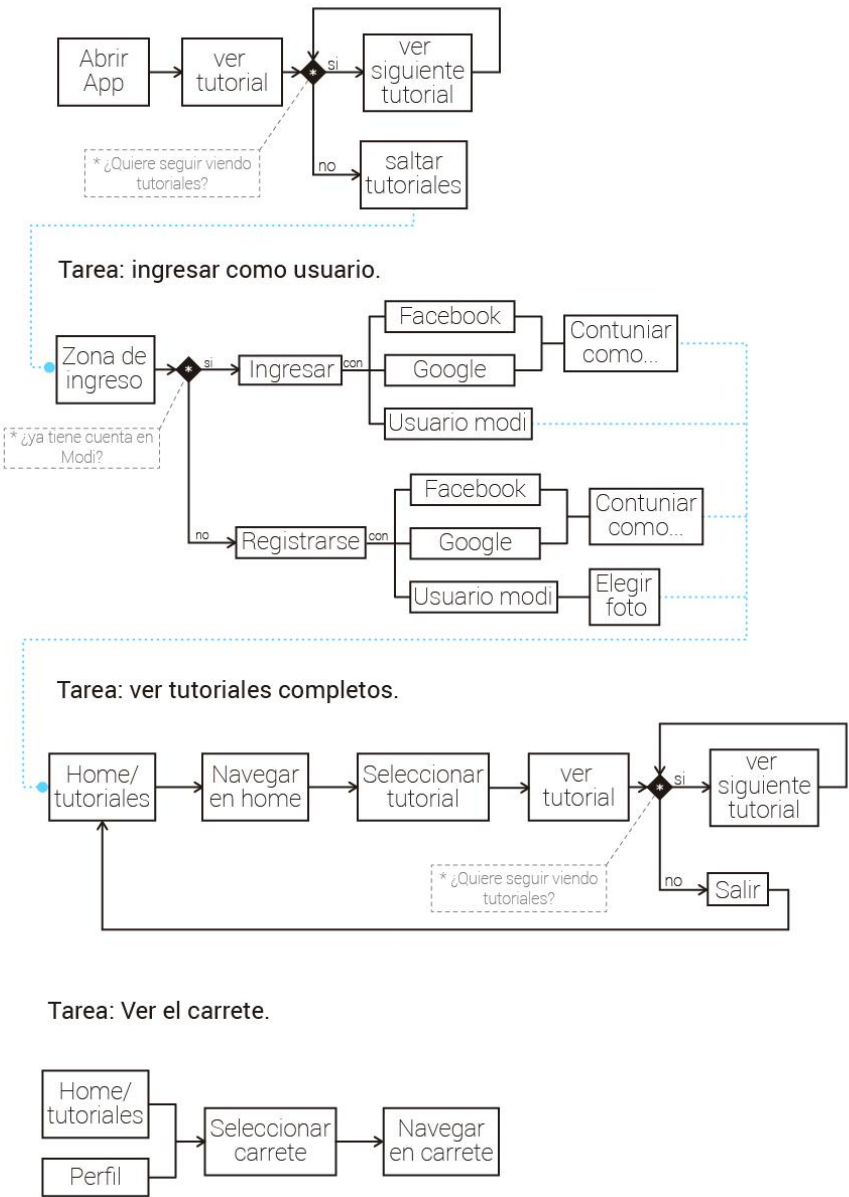 Abrir
App
ver
tutorial
*
si
ver
siguiente
tutorial
* ¿Quiere seguir viendo
tutoriales?
no
saltar
tutoriales
Tarea: ingresar como usuario.
Zona de
ingreso
*
si
Ingresar
con
Facebook
Google
Usuario modi
Contuniar
como...
* ¿ya tiene cuenta en
Modi?
no
Registrarse
con
Facebook
Google
Usuario modi
Contuniar
como...
Elegir
foto
Tarea: ver tutoriales completos.
Home/
tutoriales
Navegar
en home
Seleccionar
tutorial
ver
tutorial
*
si
ver
siguiente
tutorial
* ¿Quiere seguir viendo
tutoriales?
no
Salir
Tarea: Ver el carrete.
Home/
tutoriales
Perfil
Seleccionar
carrete
Navegar
en carrete